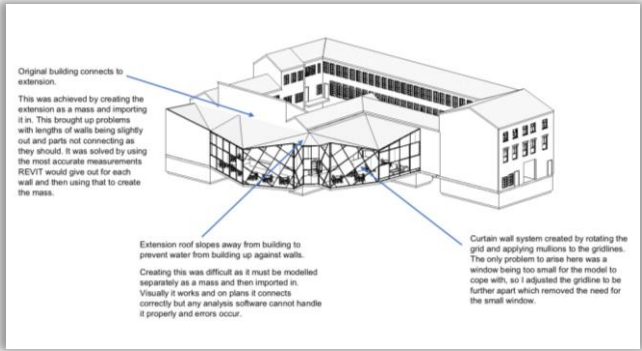 Original building connects to
extension.
This was achieved by creating the
extension as a mass and importing
it in. This brought up problems
with lengths of walls being slightly
out and parts not connecting as
they should. It was solved by using
the most accurate measurements
REVIT would give out for each
wall and then using that to create
the mass.
Extension roof slopes away from building to
prevent water from building up against walls.
Creating this was difficult as it must be modelled
separately as a mass and then imported in.
Visually it works and on plans it connects
correctly but any analysis software cannot handle
it properly and errors occur.
Curtain wall system created by rotating the
grid and applying mullions to the gridlines.
The only problem to arise here was a
window being too small for the model to
cope with, so I adjusted the gridline to be
further apart which removed the need for
the small window.